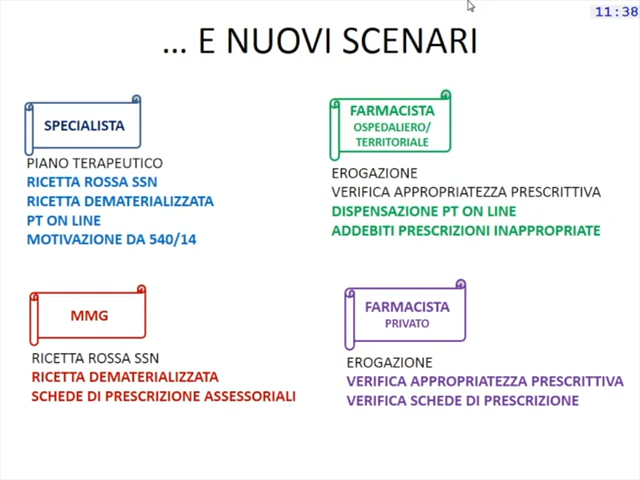 11:38
... E NUOVI SCENARI
SPECIALISTA
PIANO TERAPEUTICO
RICETTA ROSSA SSN
RICETTA DEMATERIALIZZATA
PT ON LINE
MOTIVAZIONE DA 540/14
FARMACISTA
OSPEDALIERO/
TERRITORIALE
EROGAZIONE
VERIFICA APPROPRIATEZZA PRESCRITTIVA
DISPENSAZIONE PT ON LINE
ADDEBITI PRESCRIZIONI INAPPROPRIATE
MMG
RICETTA ROSSA SSN
RICETTA DEMATERIALIZZATA
SCHEDE DI PRESCRIZIONE ASSESSORIALI
FARMACISTA
PRIVATO
EROGAZIONE
VERIFICA APPROPRIATEZZA PRESCRITTIVA
VERIFICA SCHEDE DI PRESCRIZIONE